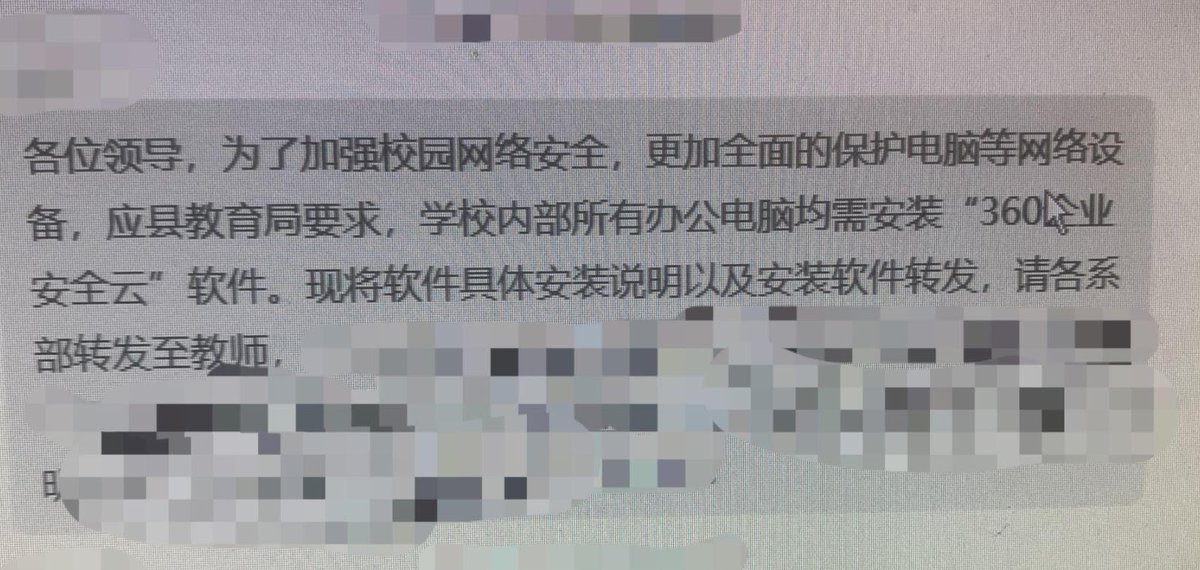 各位领导，为了加强校园网络安全，更加全面的保护电脑等网络设
备，应县教育局要求，学校内部所有办公电脑均需安装“360企业
安全云”软件。现将软件具体安装说明以及安装软件转发，请各系
部转发至教师，